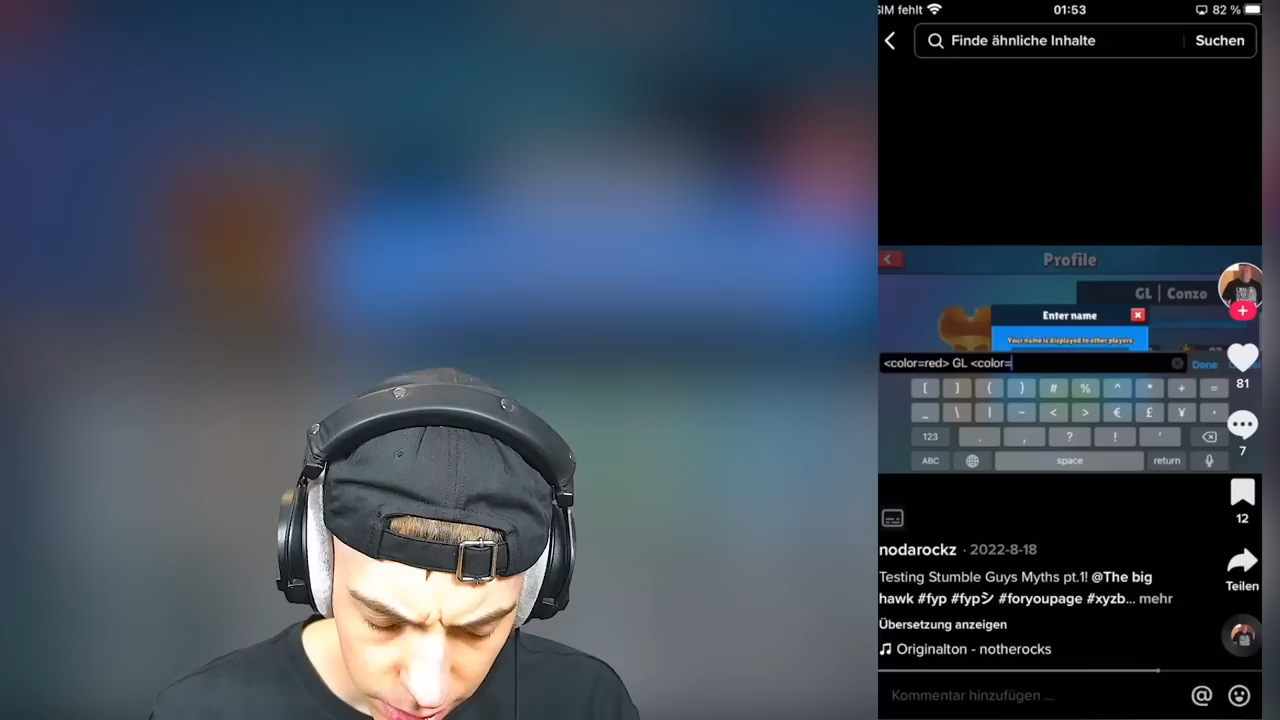 SIM fehlt 01:53 82 %
Finde ähnliche Inhalte Suchen
Profile
GL | Conzo
Enter name
Your name is displayed to other players
<color=red> GL <color=
Done
[ ] { } # % ^ * + =
_ \ | ~ < > € £ ¥ ·
123 . , ? ! '
ABC space return
81
7
12
Teilen
nodarockz · 2022-8-18
Testing Stumble Guys Myths pt.1! @The big
hawk #fyp #fypシ #foryoupage #xyzb... mehr
Übersetzung anzeigen
Originalton - notherocks
Kommentar hinzufügen ...